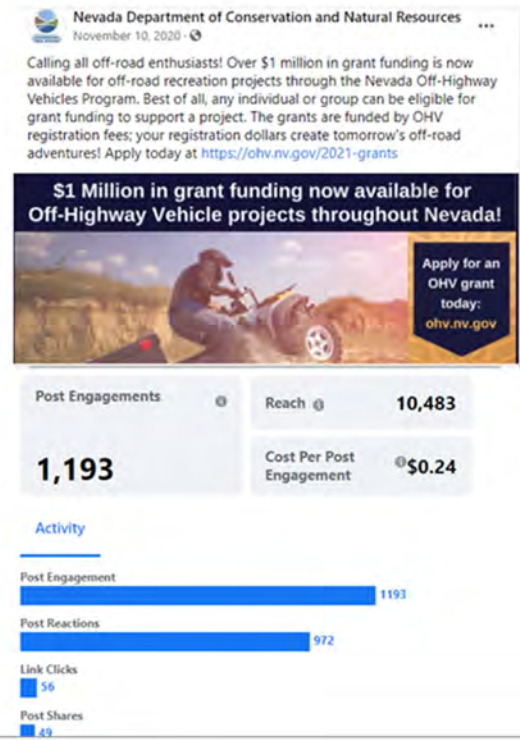 Nevada Department of Conservation and Natural Resources
November 10, 2020 ·
Calling all off-road enthusiasts! Over $1 million in grant funding is now
available for off-road recreation projects through the Nevada Off-Highway
Vehicles Program. Best of all, any individual or group can be eligible for
grant funding to support a project. The grants are funded by OHV
registration fees; your registration dollars create tomorrow's off-road
adventures! Apply today at https://ohv.nv.gov/2021-grants
$1 Million in grant funding now available for
Off-Highway Vehicle projects throughout Nevada!
Apply for an
OHV grant
today:
ohv.nv.gov
Post Engagements
1,193
Reach 10,483
Cost Per Post
Engagement
$0.24
Activity
Post Engagement
1193
Post Reactions
972
Link Clicks
56
Post Shares
49